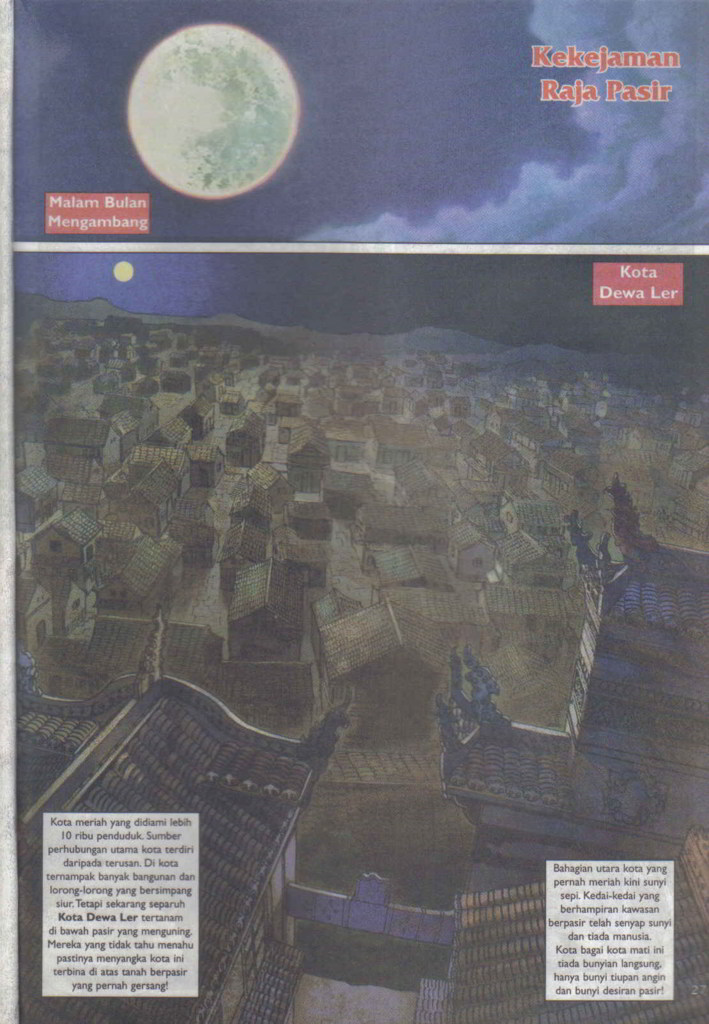 Kekejaman
Raja Pasir
Malam Bulan
Mengambang
Kota
Dewa Ler
Kota meriah yang didiami lebih
10 ribu penduduk. Sumber
perhubungan utama kota terdiri
daripada terusan. Di kota
ternampak banyak bangunan dan
lorong-lorong yang bersimpang
siur. Tetapi sekarang separuh
Kota Dewa Ler tertanam
di bawah pasir yang menguning.
Mereka yang tidak tahu menahu
pastinya menyangka kota ini
terbina di atas tanah berpasir
yang pernah gersang!
Bahagian utara kota yang
pernah meriah kini sunyi
sepi. Kedai-kedai yang
berhampiran kawasan
berpasir telah senyap sunyi
dan tiada manusia.
Kota bagai kota mati ini
tiada bunyian langsung,
hanya bunyi tiupan angin
dan bunyi desiran pasir!